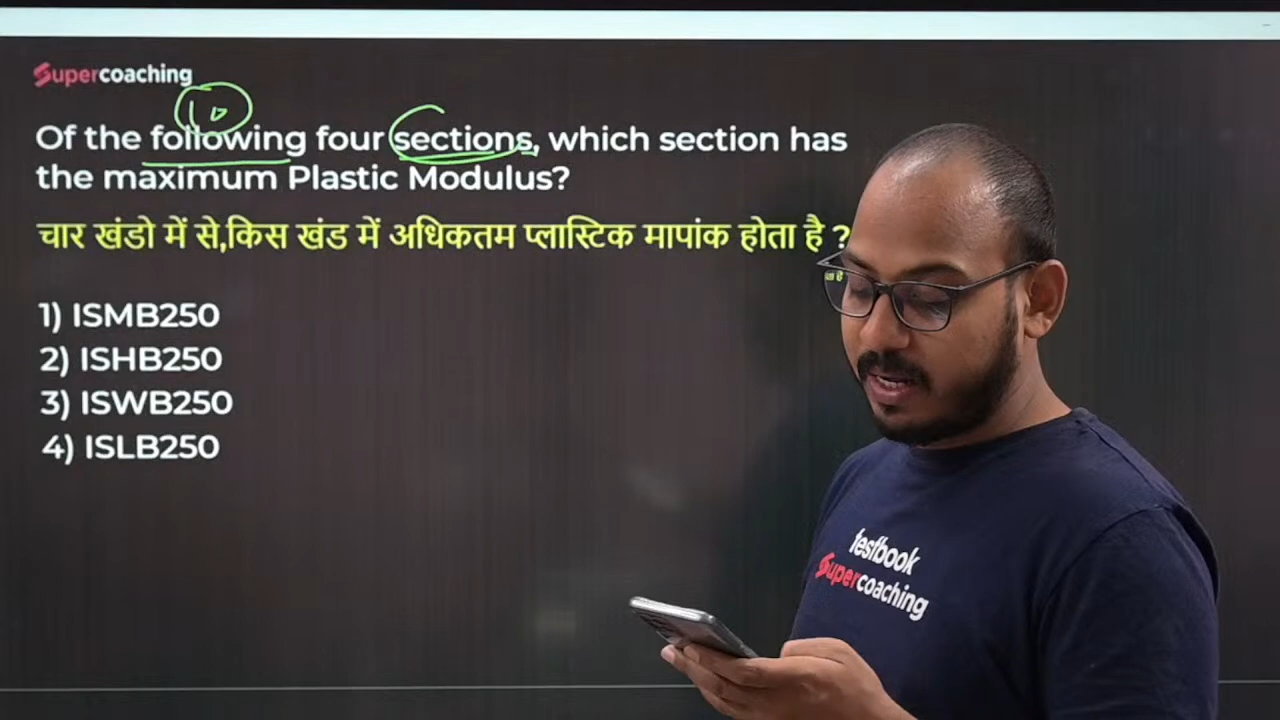 Supercoaching
10
Of the following four sections, which section has
the maximum Plastic Modulus?
चार खंडो में से,किस खंड में अधिकतम प्लास्टिक मापांक होता है ?
1) ISMB250
2) ISHB250
3) ISWB250
4) ISLB250
testbook
Supercoaching